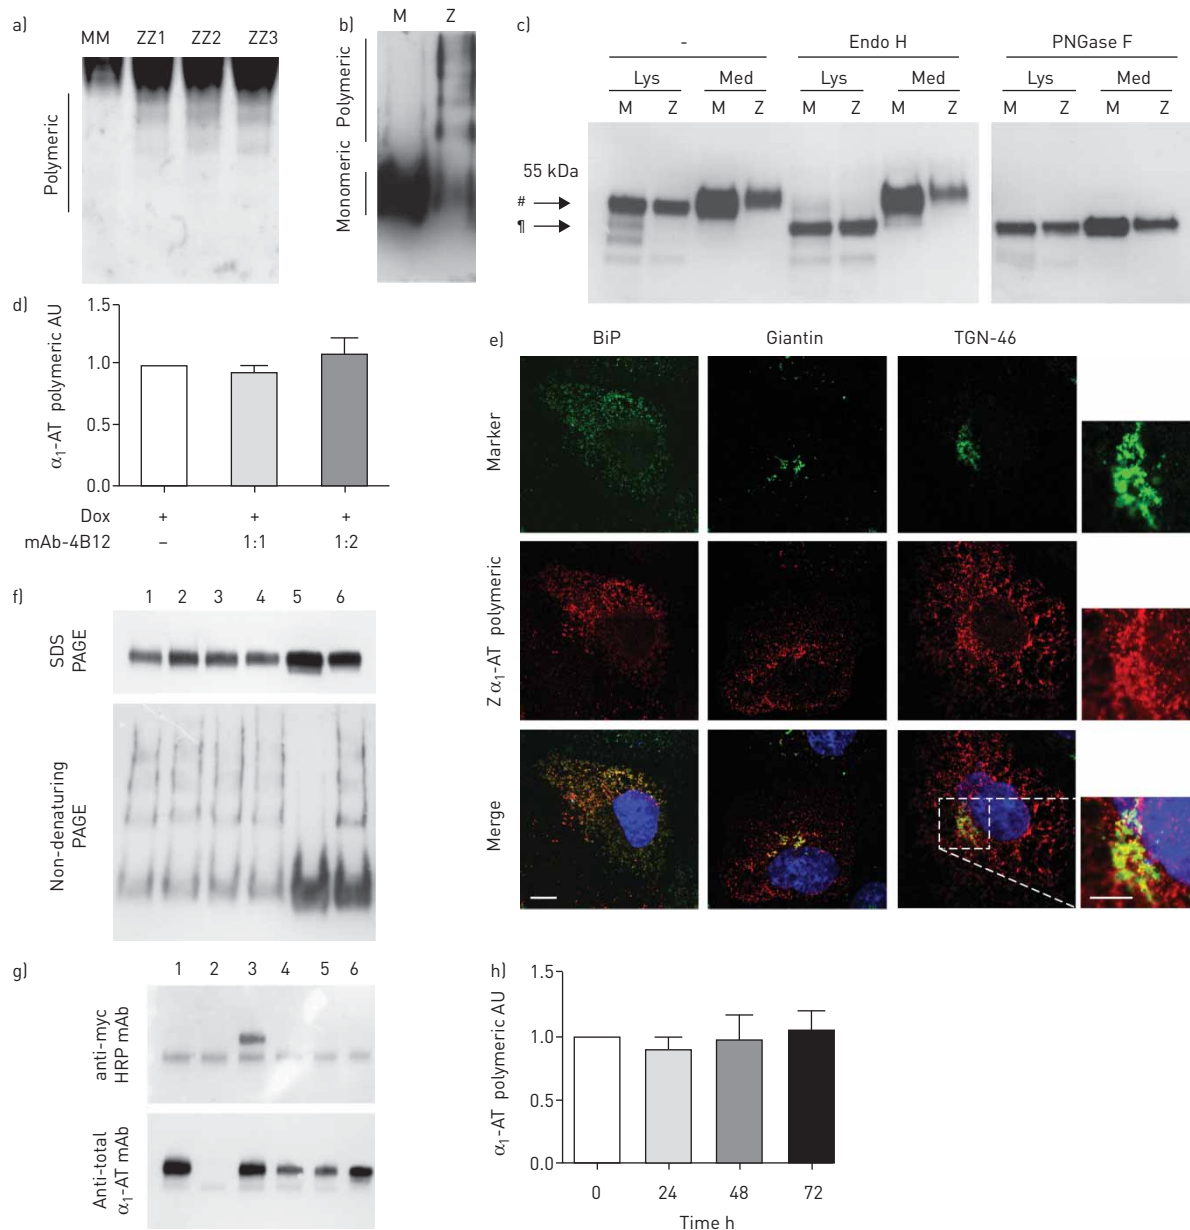 a)
MM ZZ1 ZZ2 ZZ3
Polymeric
b)
M Z
Polymeric
Monomeric
c)
- Endo H PNGase F
Lys Med Lys Med Lys Med
M Z M Z M Z M Z M Z M Z
55 kDa
#
¶
d)
α1-AT polymeric AU
1.5
1.0
0.5
0.0
Dox + + +
mAb-4B12 – 1:1 1:2
e)
BiP Giantin TGN-46
Marker
Z α1-AT polymeric
Merge
f)
1 2 3 4 5 6
SDS
PAGE
Non-denaturing
PAGE
g)
1 2 3 4 5 6
anti-myc
HRP mAb
Anti-total
α1-AT mAb
h)
α1-AT polymeric AU
1.5
1.0
0.5
0.0
0 24 48 72
Time h